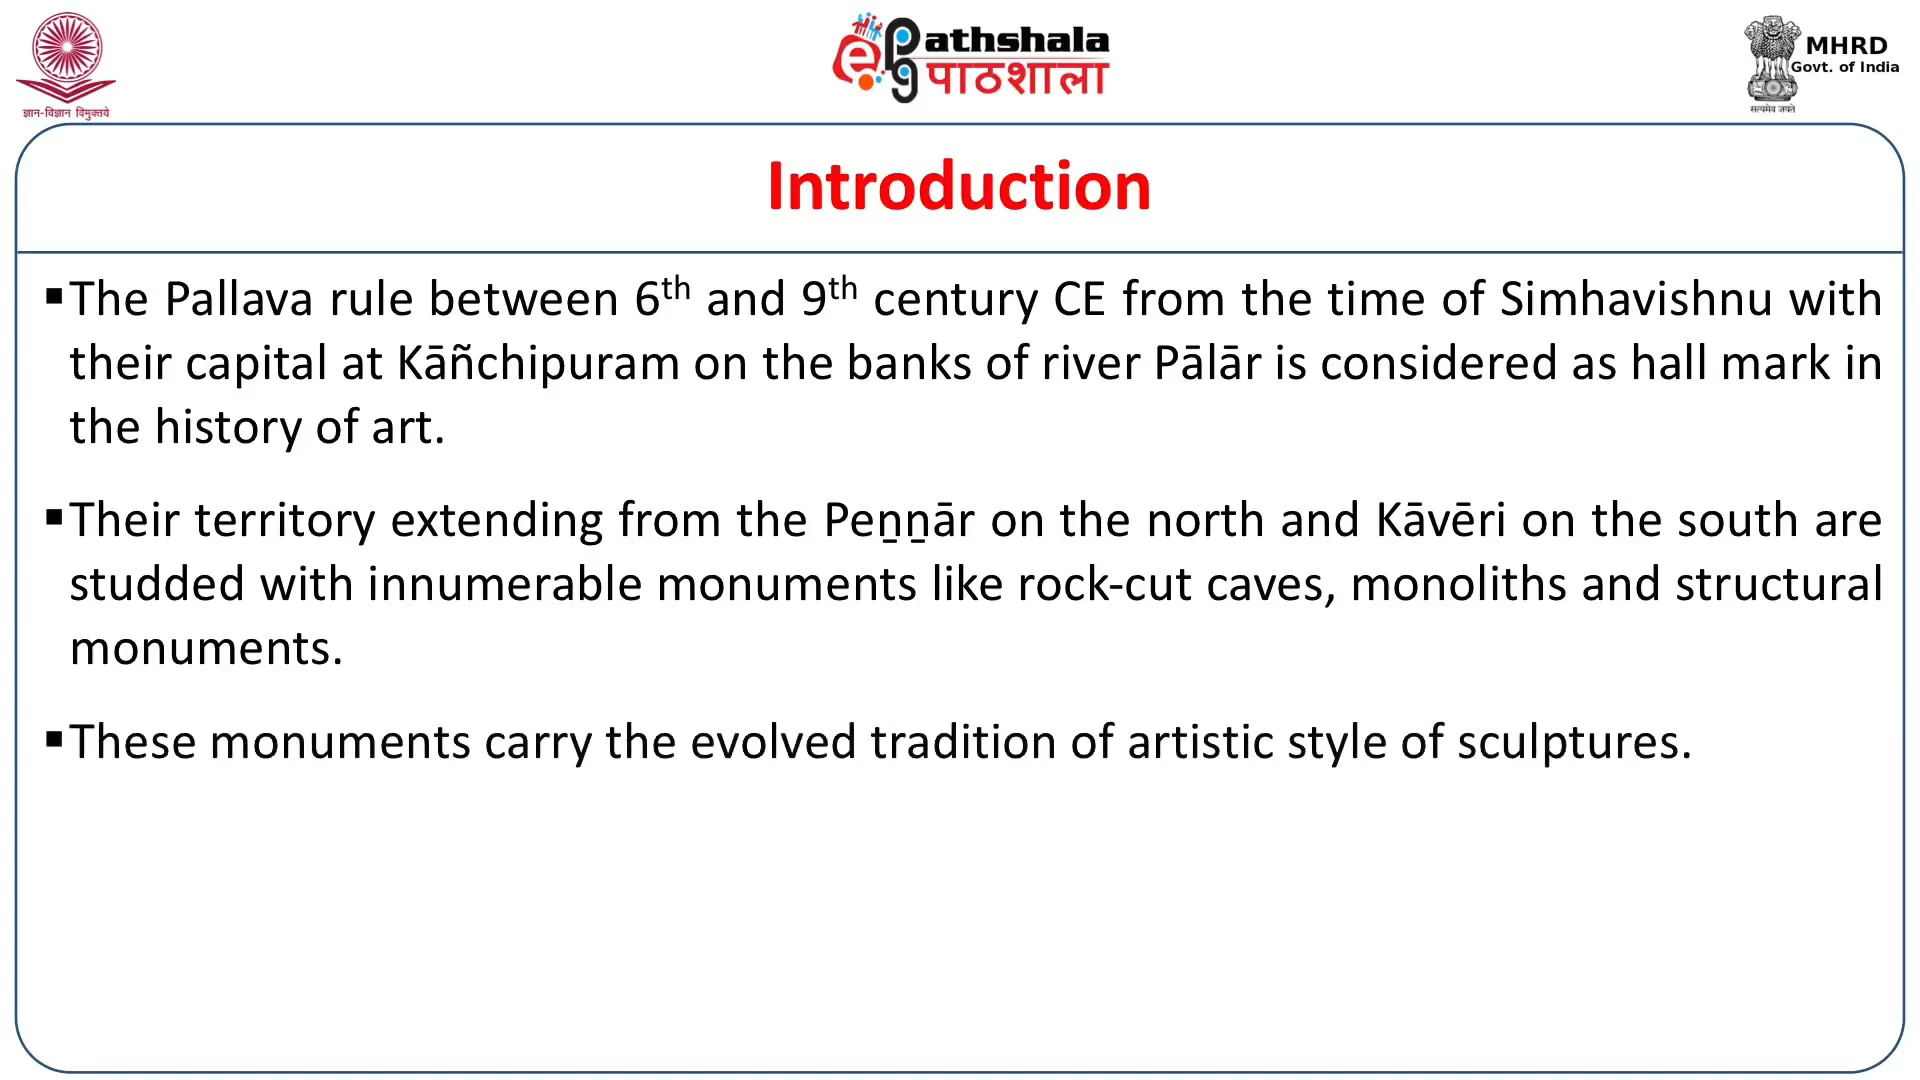 ज्ञान-विज्ञान विमुक्तये
e
pg
athshala
पाठशाला
MHRD
Govt. of India
सत्यमेव जयते
Introduction
▪The Pallava rule between 6th and 9th century CE from the time of Simhavishnu with
their capital at Kāñchipuram on the banks of river Pālār is considered as hall mark in
the history of art.
▪Their territory extending from the Peṉṉār on the north and Kāvēri on the south are
studded with innumerable monuments like rock-cut caves, monoliths and structural
monuments.
▪These monuments carry the evolved tradition of artistic style of sculptures.